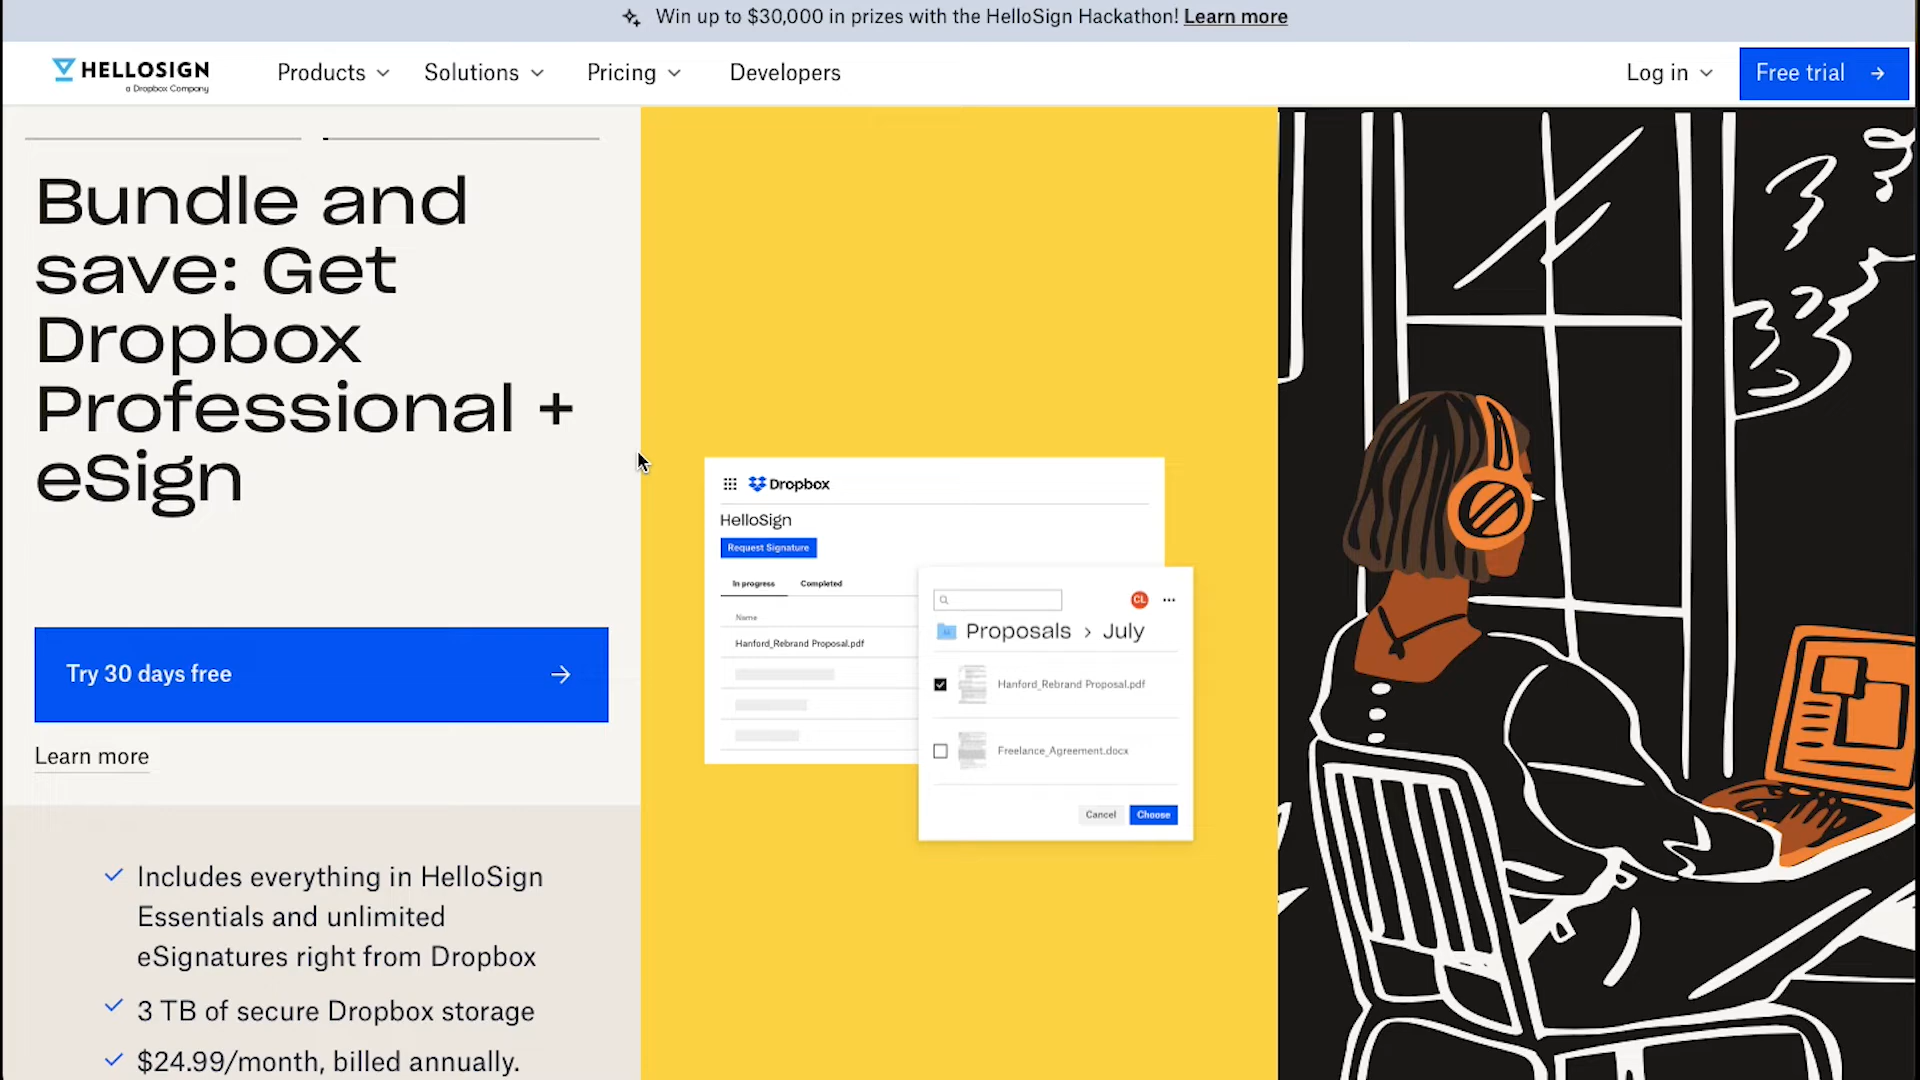 Win up to $30,000 in prizes with the HelloSign Hackathon! Learn more
HELLOSIGN
a Dropbox Company
Products
Solutions
Pricing
Developers
Log in
Free trial
Bundle and
save: Get
Dropbox
Professional +
eSign
Try 30 days free
Learn more
Includes everything in HelloSign
Essentials and unlimited
eSignatures right from Dropbox
3 TB of secure Dropbox storage
$24.99/month, billed annually.
Dropbox
HelloSign
Request Signature
In progress Completed
Name
Hanford_Rebrand Proposal.pdf
CL
Proposals > July
Hanford_Rebrand Proposal.pdf
Freelance_Agreement.docx
Cancel Choose